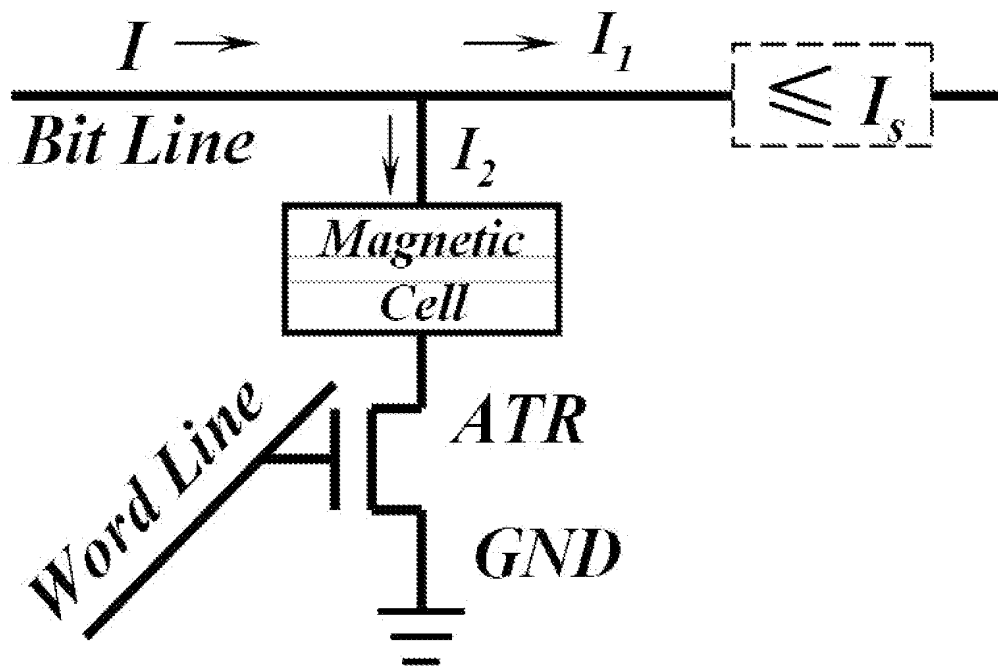 I → → I₁
≤ Iₛ
Bit Line
I₂
Magnetic
Cell
Word Line
ATR
GND